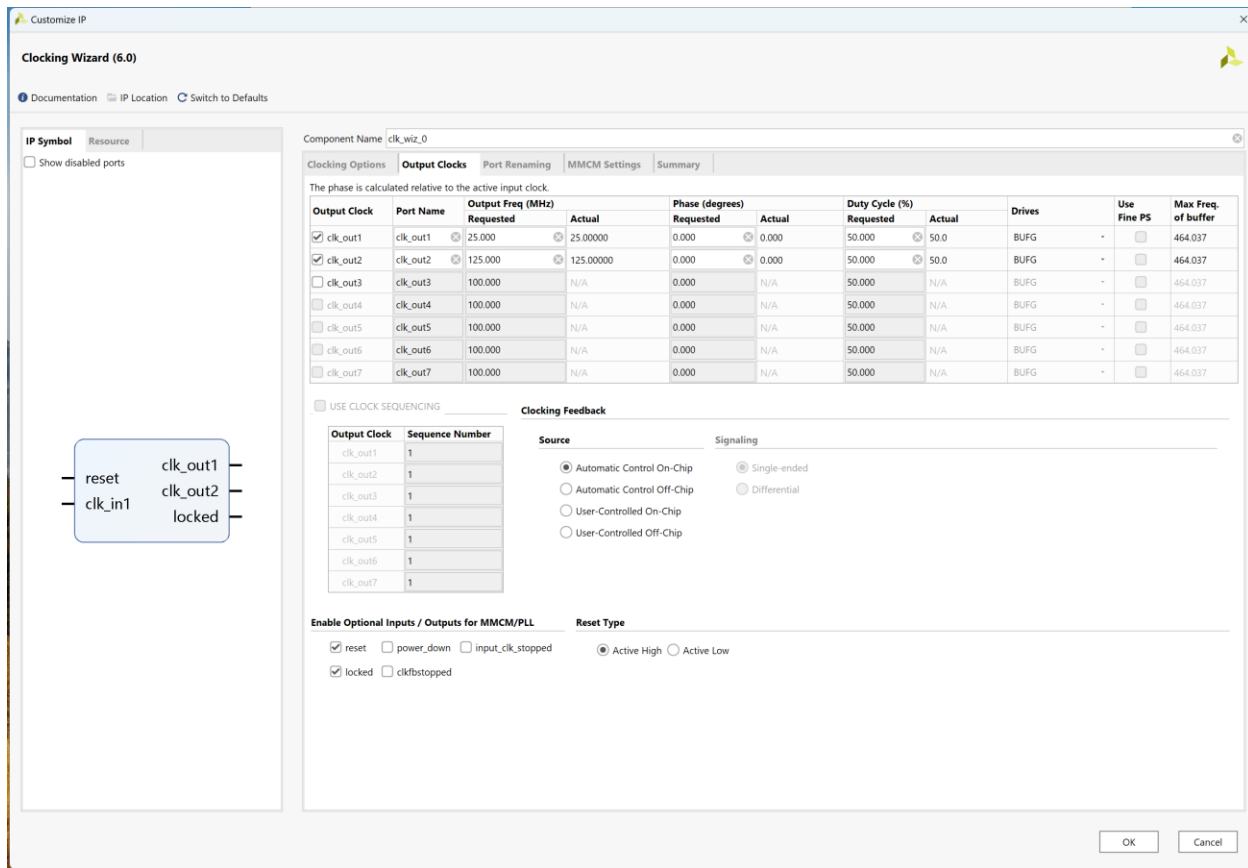 Customize IP
Clocking Wizard (6.0)
Documentation IP Location Switch to Defaults
IP Symbol Resource
Show disabled ports
reset
clk_in1
clk_out1
clk_out2
locked
Component Name clk_wiz_0
Clocking Options Output Clocks Port Renaming MMCM Settings Summary
The phase is calculated relative to the active input clock.
Output Clock Port Name Output Freq (MHz) Phase (degrees) Duty Cycle (%) Drives Use Fine PS Max Freq. of buffer
Requested Actual Requested Actual Requested Actual
clk_out1 clk_out1 25.000 25.00000 0.000 0.000 50.000 50.0 BUFG 464.037
clk_out2 clk_out2 125.000 125.00000 0.000 0.000 50.000 50.0 BUFG 464.037
clk_out3 clk_out3 100.000 N/A 0.000 N/A 50.000 N/A BUFG 464.037
clk_out4 clk_out4 100.000 N/A 0.000 N/A 50.000 N/A BUFG 464.037
clk_out5 clk_out5 100.000 N/A 0.000 N/A 50.000 N/A BUFG 464.037
clk_out6 clk_out6 100.000 N/A 0.000 N/A 50.000 N/A BUFG 464.037
clk_out7 clk_out7 100.000 N/A 0.000 N/A 50.000 N/A BUFG 464.037
USE CLOCK SEQUENCING
Output Clock Sequence Number
clk_out1 1
clk_out2 1
clk_out3 1
clk_out4 1
clk_out5 1
clk_out6 1
clk_out7 1
Clocking Feedback
Source
Automatic Control On-Chip
Automatic Control Off-Chip
User-Controlled On-Chip
User-Controlled Off-Chip
Signaling
Single-ended
Differential
Enable Optional Inputs / Outputs for MMCM/PLL
reset power_down input_clk_stopped
locked clkfbstopped
Reset Type
Active High Active Low
OK Cancel